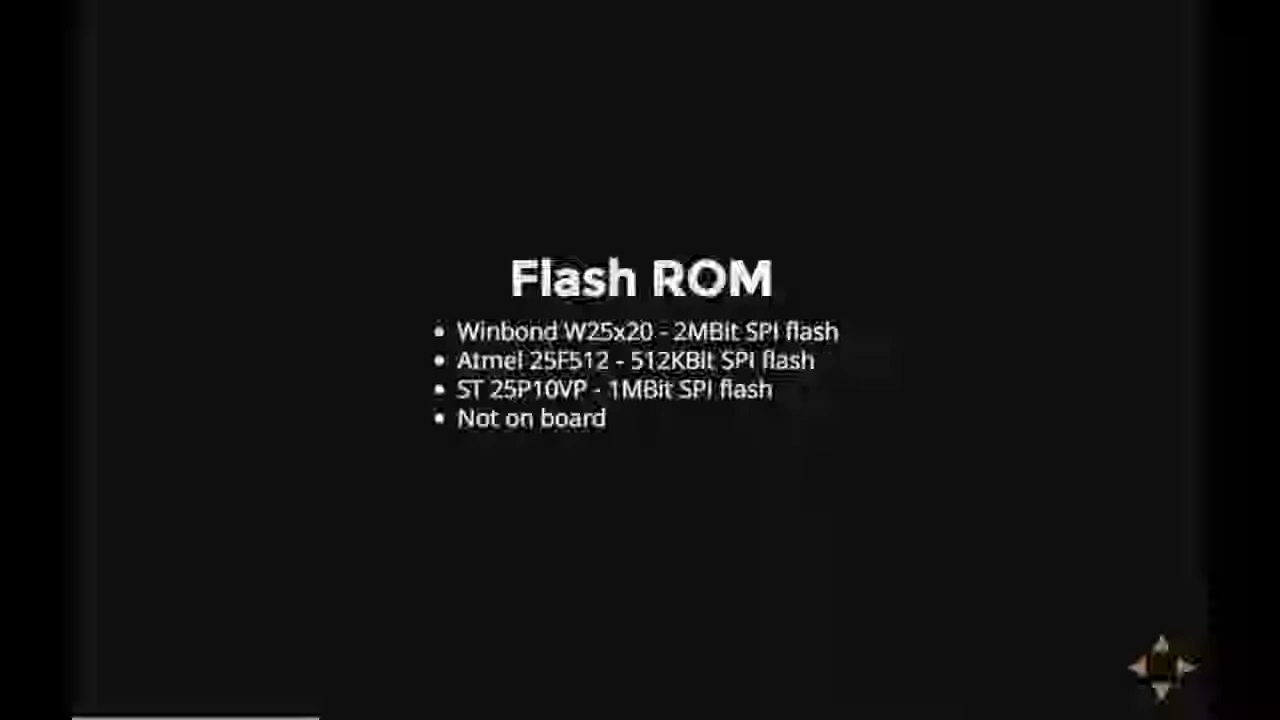 Flash ROM
Winbond W25x20 - 2MBit SPI flash
Atmel 25F512 - 512KBit SPI flash
ST 25P10VP - 1MBit SPI flash
Not on board